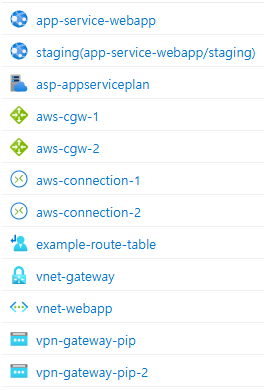 app-service-webapp
staging(app-service-webapp/staging)
asp-appserviceplan
aws-cgw-1
aws-cgw-2
aws-connection-1
aws-connection-2
example-route-table
vnet-gateway
vnet-webapp
vpn-gateway-pip
vpn-gateway-pip-2